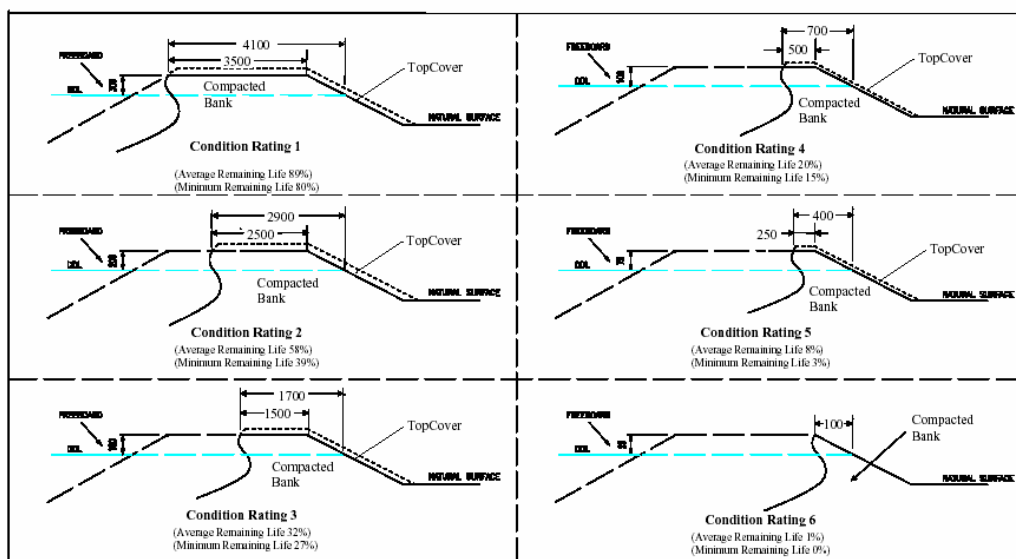 FREEBOARD
4100
3500
TopCover
Compacted
Bank
NATURAL SURFACE
Condition Rating 1
(Average Remaining Life 89%)
(Minimum Remaining Life 80%)
FREEBOARD
2900
2500
TopCover
Compacted
Bank
NATURAL SURFACE
Condition Rating 2
(Average Remaining Life 58%)
(Minimum Remaining Life 39%)
FREEBOARD
1700
1500
TopCover
Compacted
Bank
NATURAL SURFACE
Condition Rating 3
(Average Remaining Life 32%)
(Minimum Remaining Life 27%)
FREEBOARD
700
500
TopCover
Compacted
Bank
NATURAL SURFACE
Condition Rating 4
(Average Remaining Life 20%)
(Minimum Remaining Life 15%)
FREEBOARD
400
250
TopCover
Compacted
Bank
NATURAL SURFACE
Condition Rating 5
(Average Remaining Life 8%)
(Minimum Remaining Life 3%)
FREEBOARD
100
Compacted
Bank
NATURAL SURFACE
Condition Rating 6
(Average Remaining Life 1%)
(Minimum Remaining Life 0%)